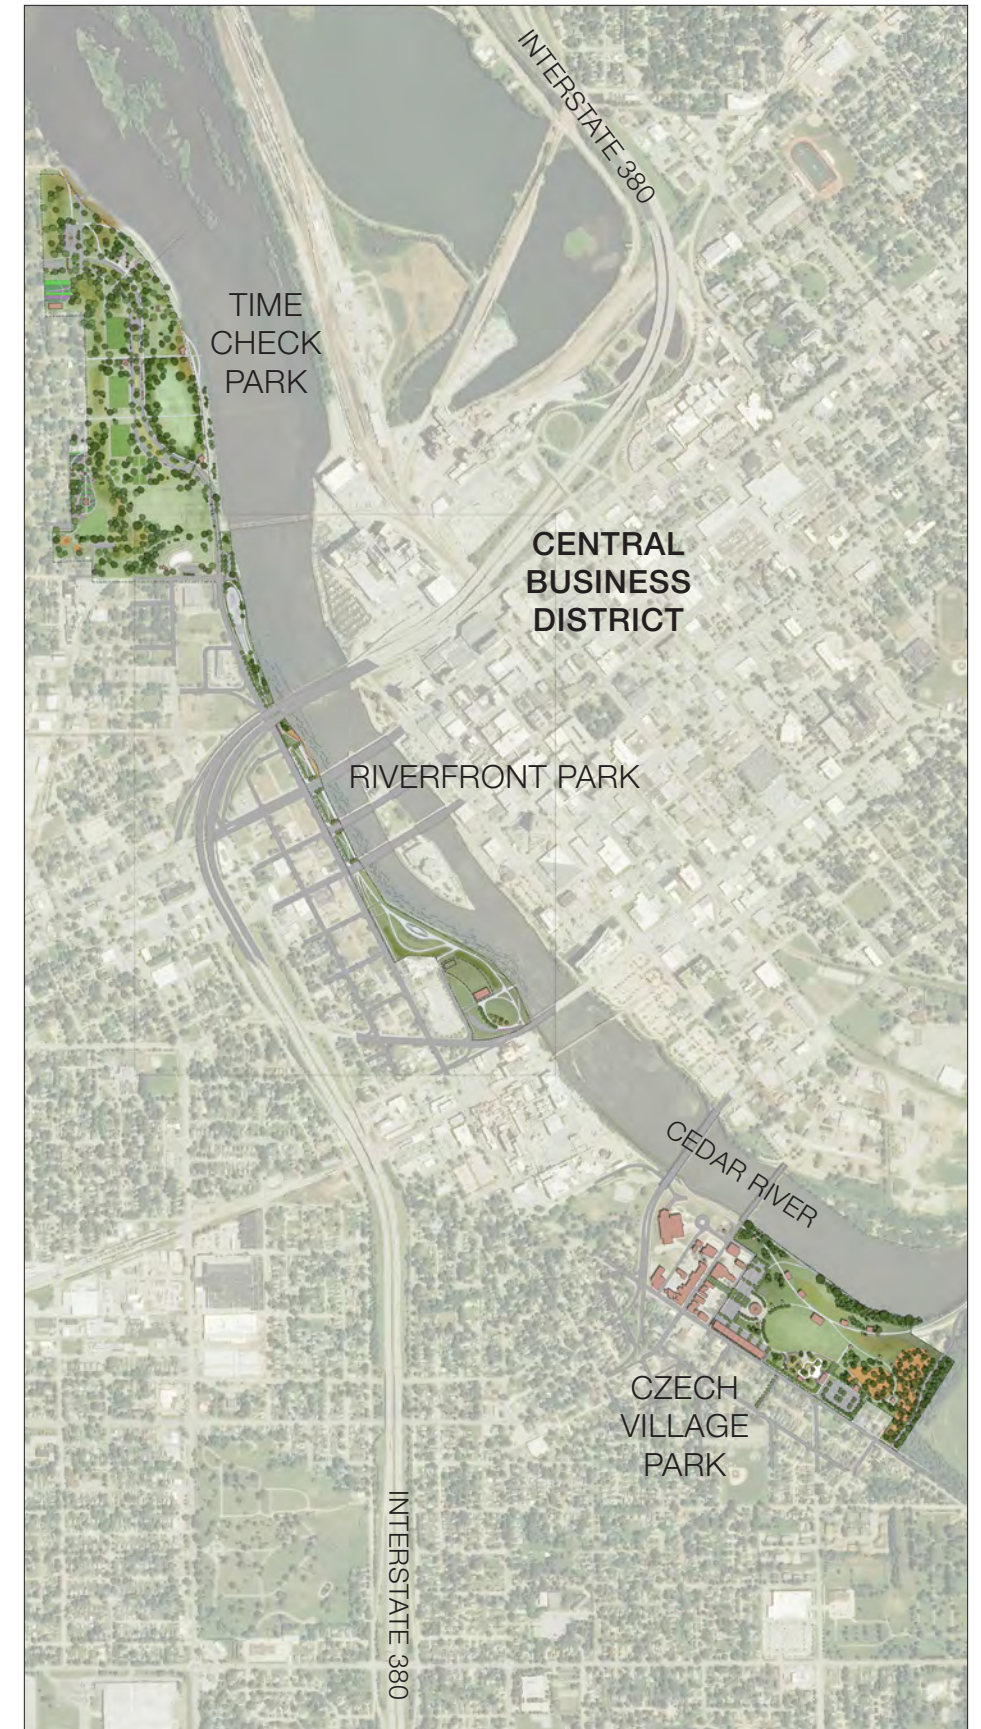 INTERSTATE 380
TIME
CHECK
PARK
CENTRAL
BUSINESS
DISTRICT
RIVERFRONT PARK
CEDAR RIVER
CZECH
VILLAGE
PARK
INTERSTATE 380